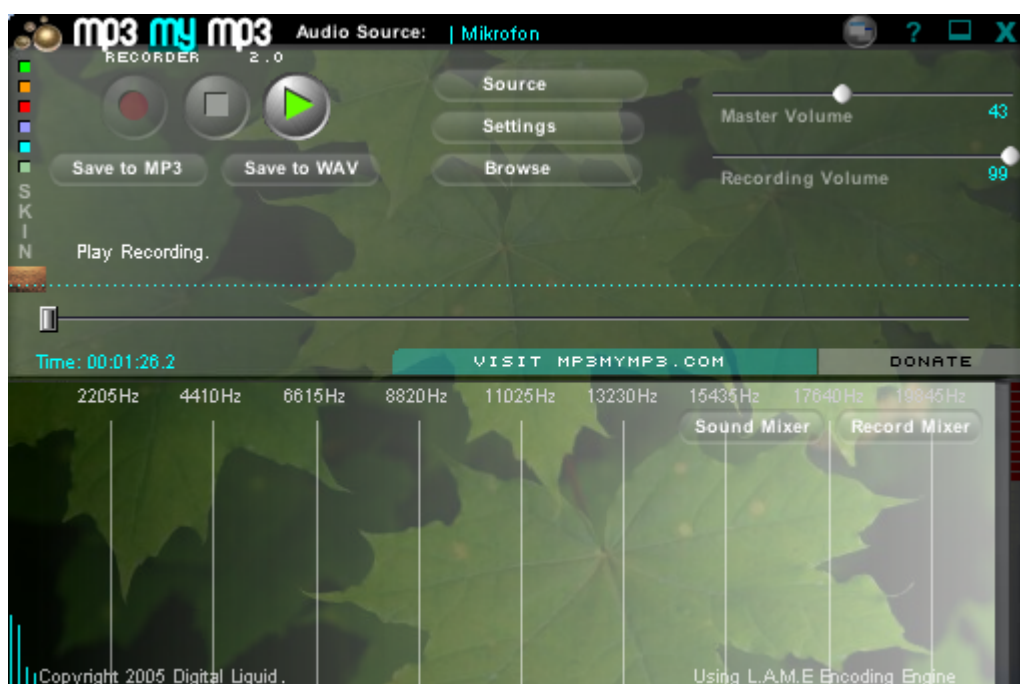 mp3 my mp3 Audio Source: | Mikrofon ? X
RECORDER 2.0
Source
Settings
Browse
Master Volume 43
Recording Volume 99
Save to MP3 Save to WAV
SKIN
Play Recording.
Time: 00:01:26.2 VISIT MP3MYMP3.COM DONATE
2205Hz 4410Hz 6615Hz 8820Hz 11025Hz 13230Hz 15435Hz 17640Hz 19845Hz
Sound Mixer Record Mixer
Copyright 2005 Digital Liquid. Using L.A.M.E Encoding Engine